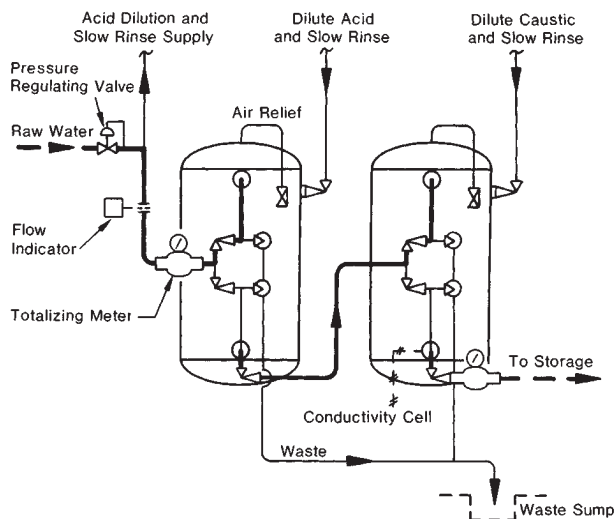 Acid Dilution and
Slow Rinse Supply
Dilute Acid
and Slow Rinse
Dilute Caustic
and Slow Rinse
Pressure
Regulating Valve
Air Relief
Raw Water
Flow
Indicator
Totalizing Meter
To Storage
Conductivity Cell
Waste
Waste Sump